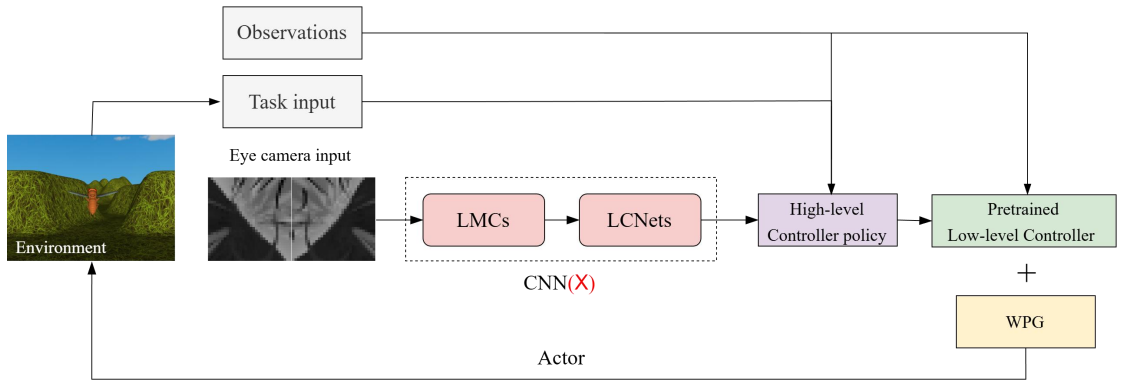 Observations
Task input
Eye camera input
Environment
LMCs
LCNets
High-level
Controller policy
Pretrained
Low-level Controller
CNN(X)
+
WPG
Actor